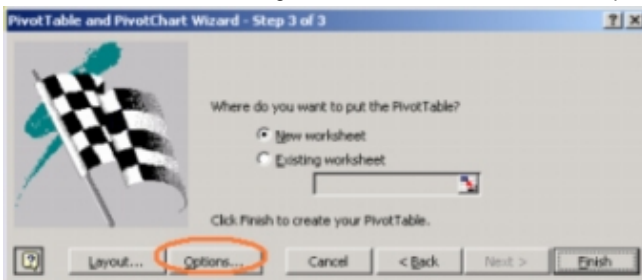 PivotTable and PivotChart Wizard - Step 3 of 3
Where do you want to put the PivotTable?
New worksheet
Existing worksheet
Click Finish to create your PivotTable.
Layout... Options... Cancel < Back Next > Finish